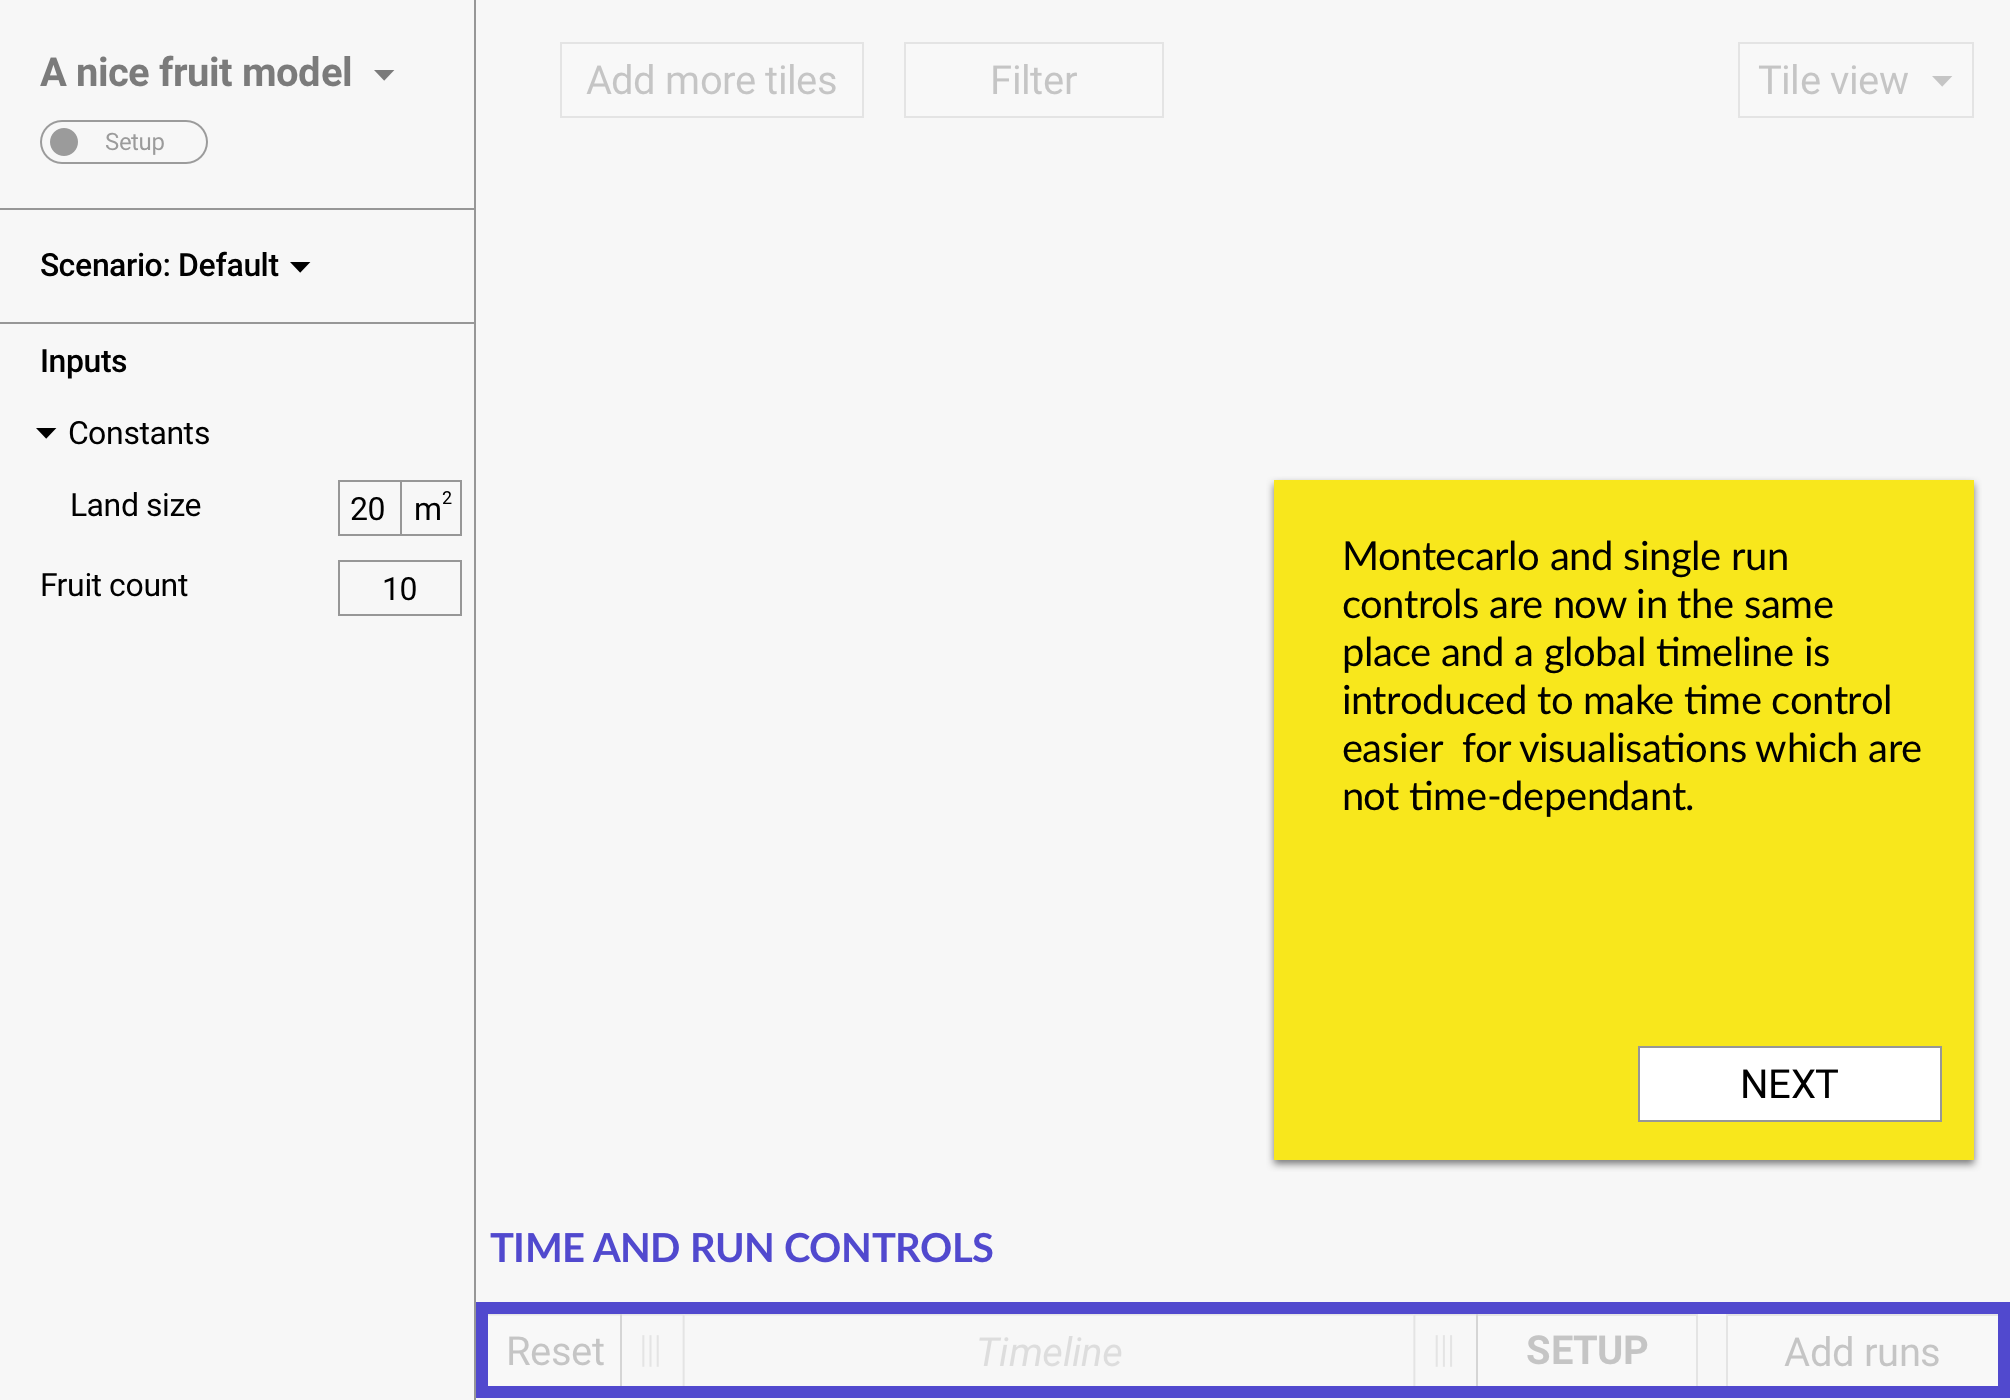 A nice fruit model
Setup
Scenario: Default
Inputs
Constants
Land size 20 m²
Fruit count 10
Add more tiles Filter Tile view
Montecarlo and single run
controls are now in the same
place and a global timeline is
introduced to make time control
easier  for visualisations which are
not time-dependant.
NEXT
TIME AND RUN CONTROLS
Reset Timeline SETUP Add runs